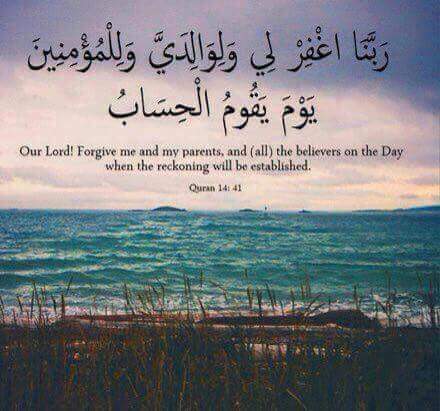 رَبَّنَا اغْفِرْ لِي وَلِوَالِدَيَّ وَلِلْمُؤْمِنِينَ
يَوْمَ يَقُومُ الْحِسَابُ
Our Lord! Forgive me and my parents, and (all) the believers on the Day
when the reckoning will be established.
Quran 14: 41